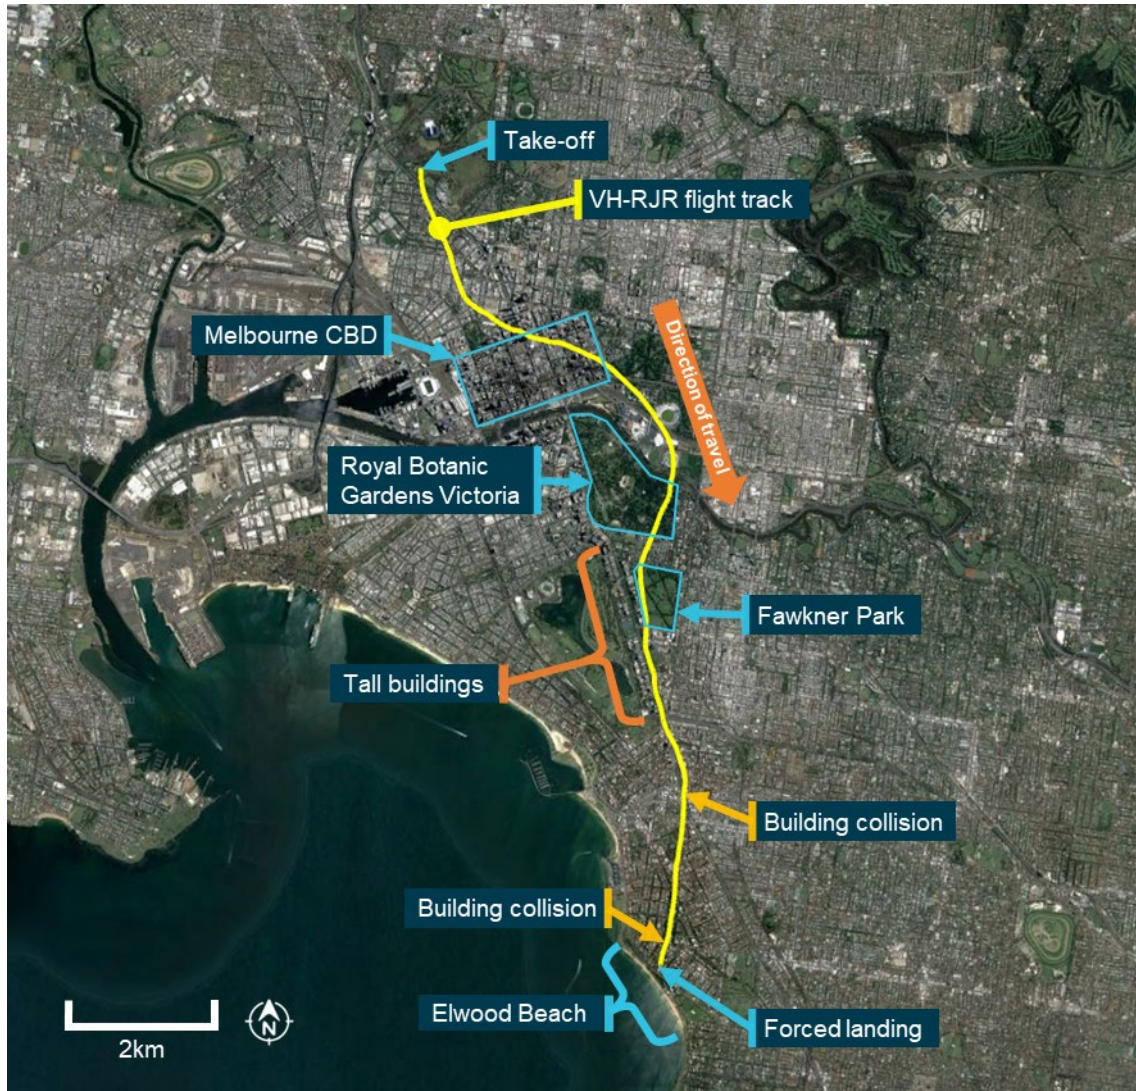 Take-off
VH-RJR flight track
Melbourne CBD
Direction of travel
Royal Botanic
Gardens Victoria
Fawkner Park
Tall buildings
Building collision
Building collision
Elwood Beach
Forced landing
2km
N